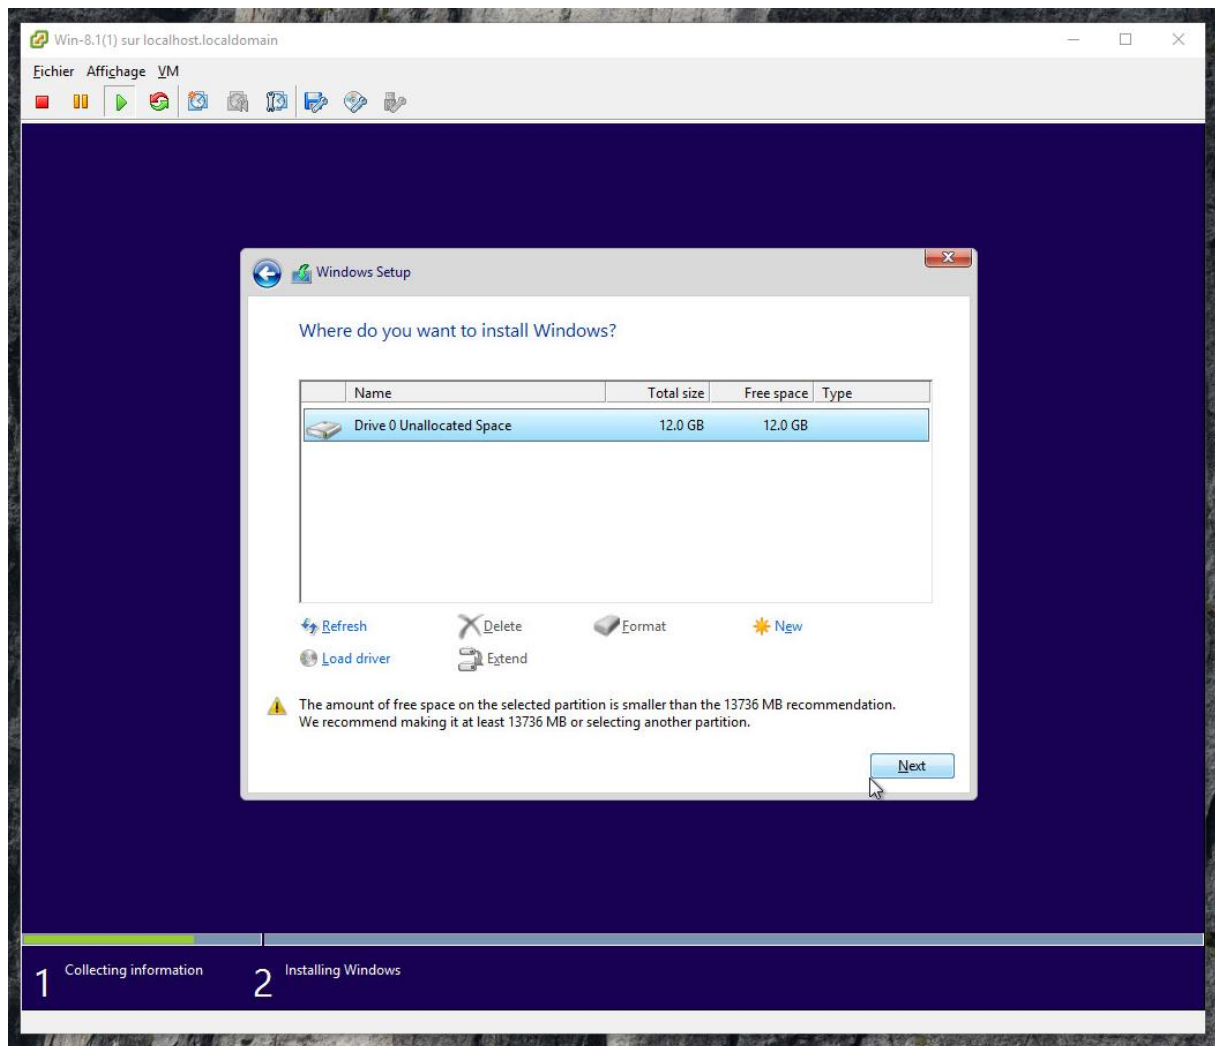 Win-8.1(1) sur localhost.localdomain
Fichier Affichage VM
Windows Setup
Where do you want to install Windows?
Name Total size Free space Type
Drive 0 Unallocated Space 12.0 GB 12.0 GB
Refresh Delete Format New
Load driver Extend
The amount of free space on the selected partition is smaller than the 13736 MB recommendation.
We recommend making it at least 13736 MB or selecting another partition.
Next
1 Collecting information 2 Installing Windows